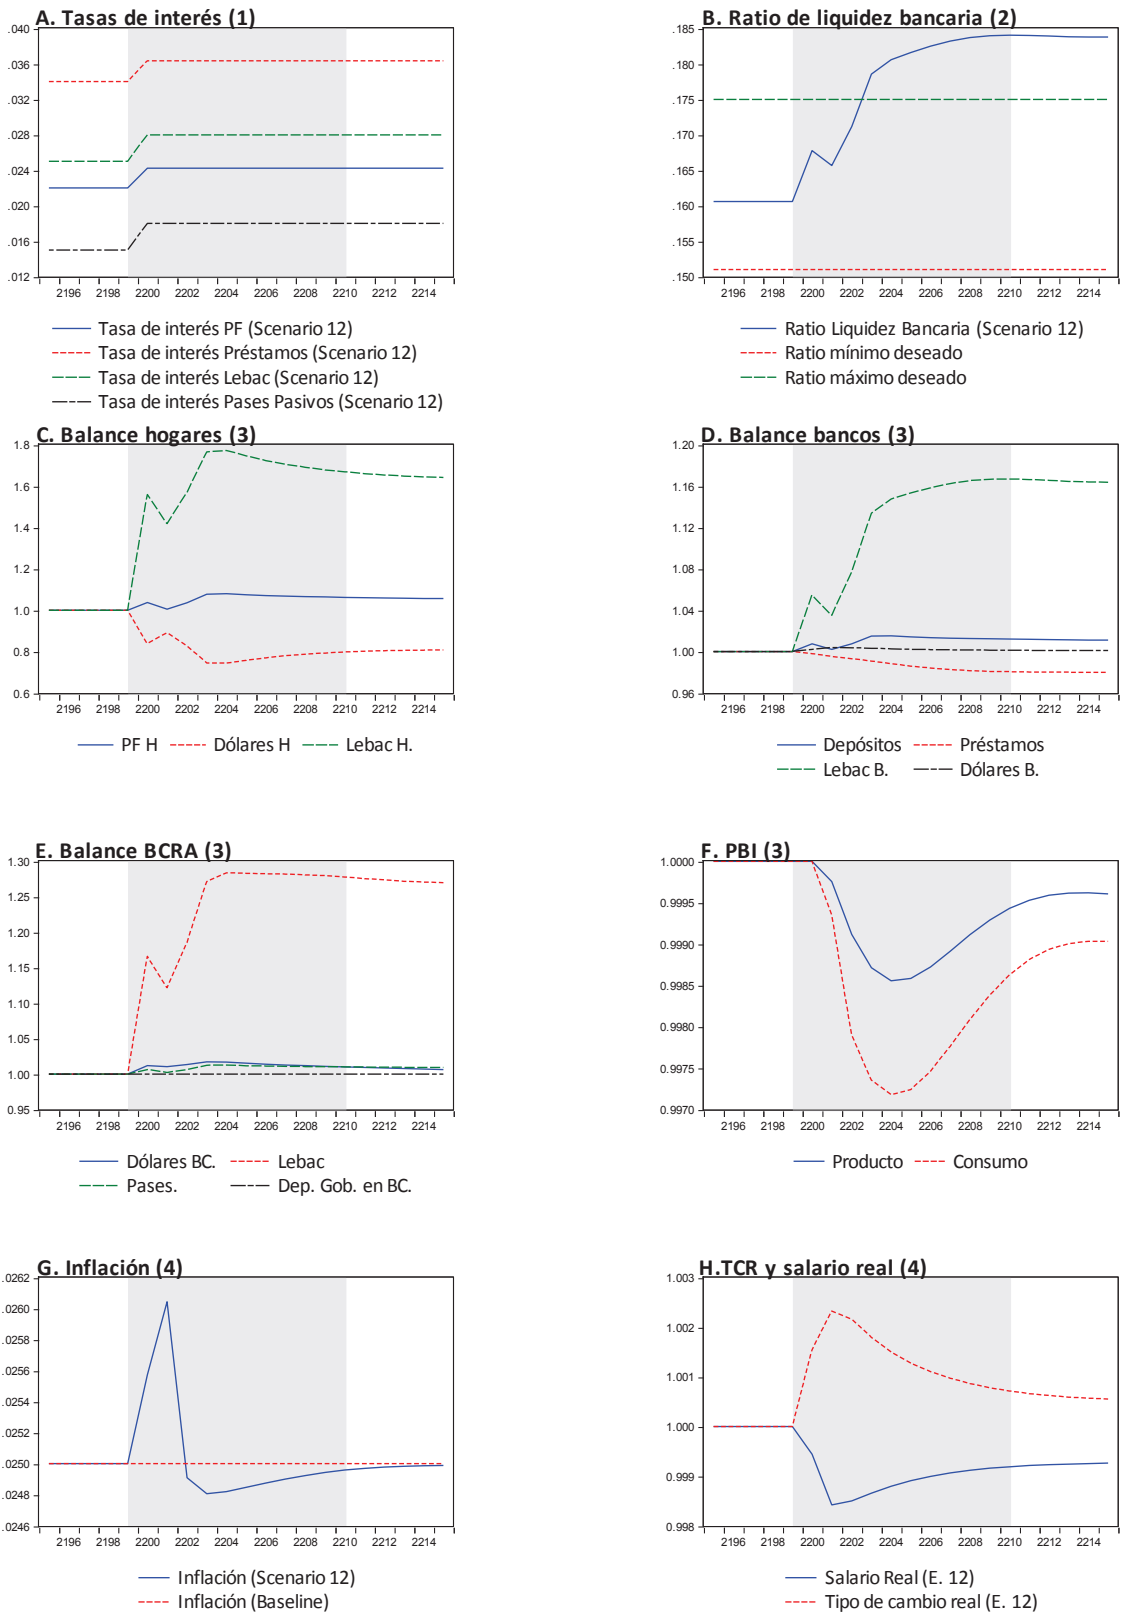 A. Tasas de interés (1)
.040
.036
.032
.028
.024
.020
.016
.012
2196 2198 2200 2202 2204 2206 2208 2210 2212 2214
Tasa de interés PF (Scenario 12)
Tasa de interés Préstamos (Scenario 12)
Tasa de interés Lebac (Scenario 12)
Tasa de interés Pases Pasivos (Scenario 12)
B. Ratio de liquidez bancaria (2)
.185
.180
.175
.170
.165
.160
.155
.150
2196 2198 2200 2202 2204 2206 2208 2210 2212 2214
Ratio Liquidez Bancaria (Scenario 12)
Ratio mínimo deseado
Ratio máximo deseado
C. Balance hogares (3)
1.8
1.6
1.4
1.2
1.0
0.8
0.6
2196 2198 2200 2202 2204 2206 2208 2210 2212 2214
PF H Dólares H Lebac H.
D. Balance bancos (3)
1.20
1.16
1.12
1.08
1.04
1.00
0.96
2196 2198 2200 2202 2204 2206 2208 2210 2212 2214
Depósitos Préstamos
Lebac B. Dólares B.
E. Balance BCRA (3)
1.30
1.25
1.20
1.15
1.10
1.05
1.00
0.95
2196 2198 2200 2202 2204 2206 2208 2210 2212 2214
Dólares BC. Lebac
Pases. Dep. Gob. en BC.
F. PBI (3)
1.0000
0.9995
0.9990
0.9985
0.9980
0.9975
0.9970
2196 2198 2200 2202 2204 2206 2208 2210 2212 2214
Producto Consumo
G. Inflación (4)
.0262
.0260
.0258
.0256
.0254
.0252
.0250
.0248
.0246
2196 2198 2200 2202 2204 2206 2208 2210 2212 2214
Inflación (Scenario 12)
Inflación (Baseline)
H.TCR y salario real (4)
1.003
1.002
1.001
1.000
0.999
0.998
2196 2198 2200 2202 2204 2206 2208 2210 2212 2214
Salario Real (E. 12)
Tipo de cambio real (E. 12)